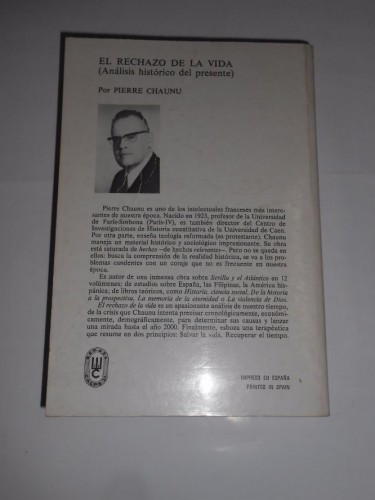 EL RECHAZO DE LA VIDA
(Análisis histórico del presente)
Por PIERRE CHAUNU
Pierre Chaunu es uno de los intelectuales franceses más intere-
santes de nuestra época. Nacido en 1923, profesor de la Universidad
de París-Sorbona (París-IV), es también director del Centro de
Investigaciones de Historia cuantitativa de la Universidad de Caen.
Por otra parte, enseña teología reformada (es protestante). Chaunu
maneja un material histórico y sociológico impresionante. Su obra
está saturada de hechos —de hechos relevantes—. Pero no se queda en
ellos: busca la comprensión de la realidad histórica, se va a los pro-
blemas candentes con un coraje que no es frecuente en nuestra
época.
Es autor de una inmensa obra sobre Sevilla y el Atlántico en 12
volúmenes; de estudios sobre España, las Filipinas, la América his-
pánica; de libros teóricos, como Historia, ciencia social, De la historia
a la prospectiva, La memoria de la eternidad o La violencia de Dios.
El rechazo de la vida es un apasionante análisis de nuestro tiempo,
de la crisis que Chaunu intenta precisar cronológicamente, económi-
camente, demográficamente, para determinar sus causas y lanzar
una mirada hasta el año 2000. Finalmente, esboza una terapéutica
que resume en dos principios: Salvar la vida. Recuperar el tiempo.
ESPASA
CALPE
IMPRESO EN ESPAÑA
PRINTED IN SPAIN